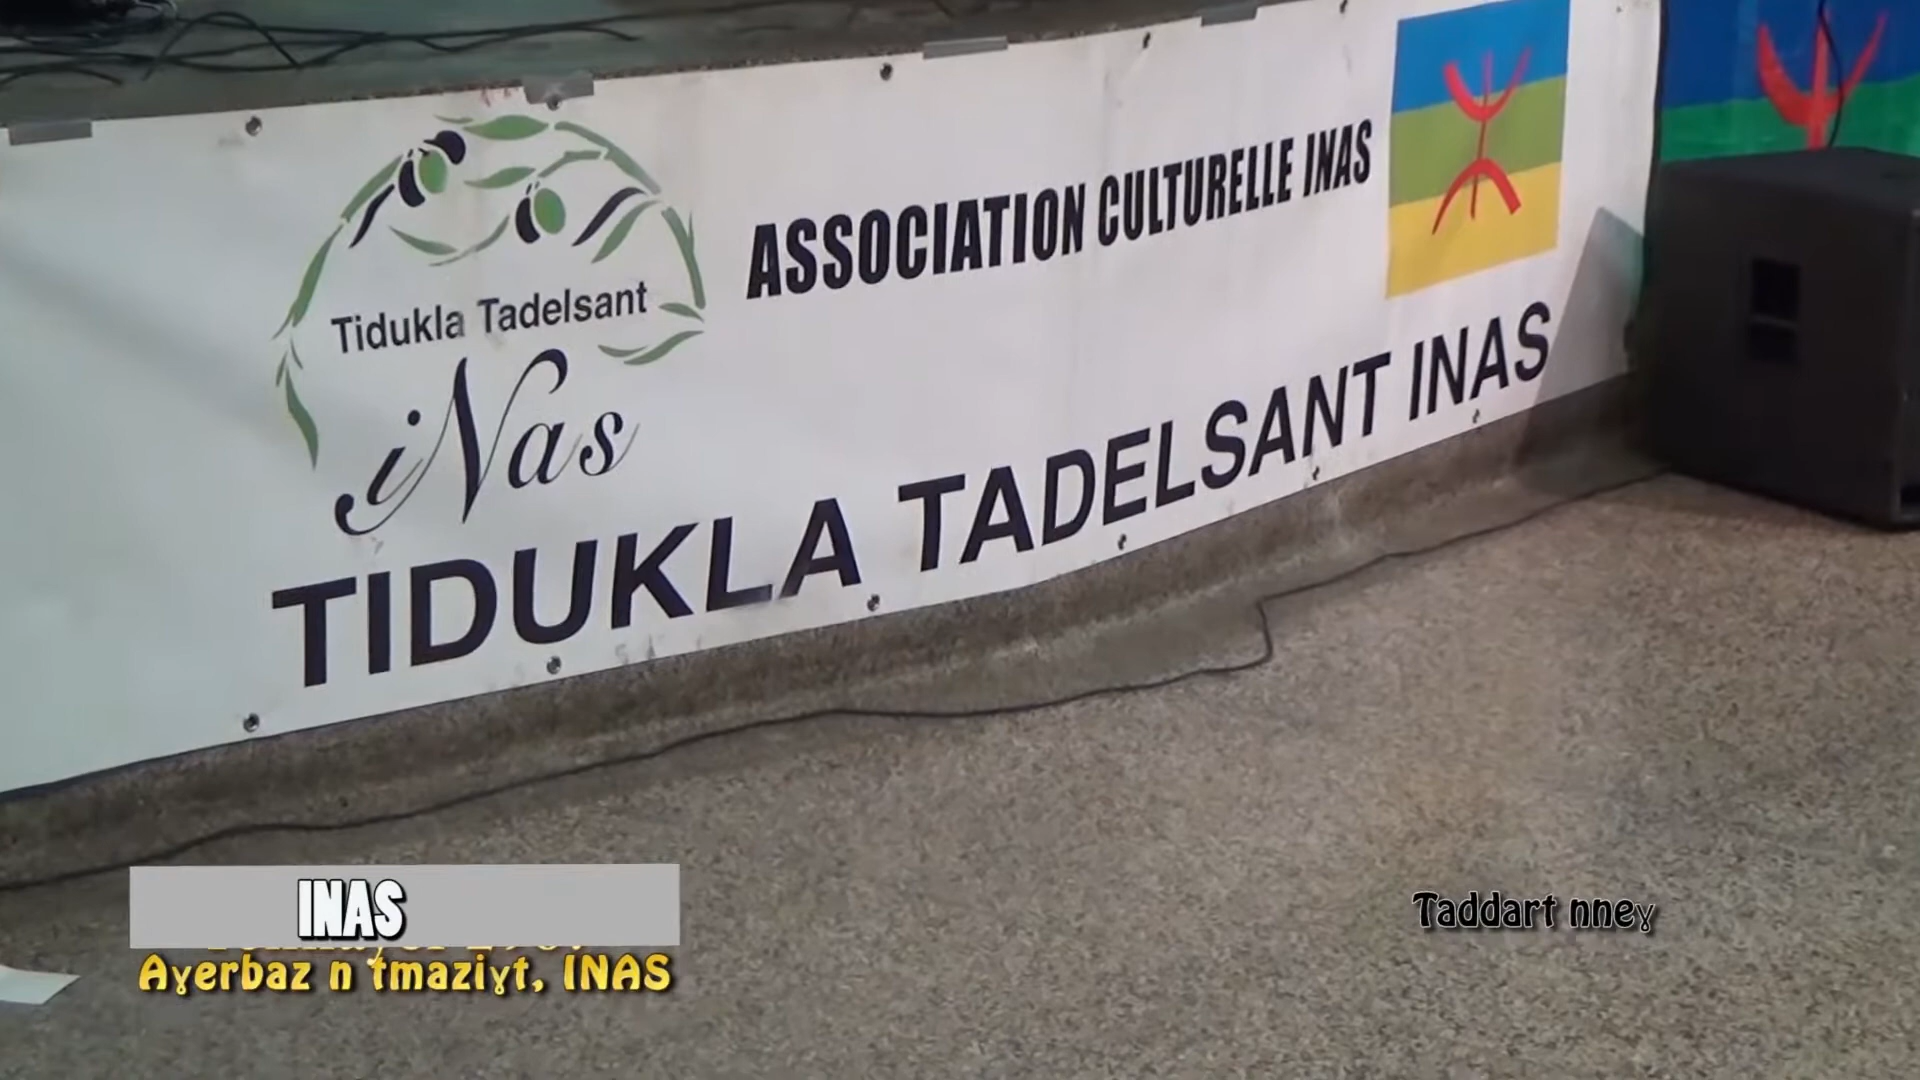 Tidukla Tadelsant
iNas
ASSOCIATION CULTURELLE INAS
TIDUKLA TADELSANT INAS
INAS
Aɣerbaz n tmaziɣt, INAS
Taddart nneɣ